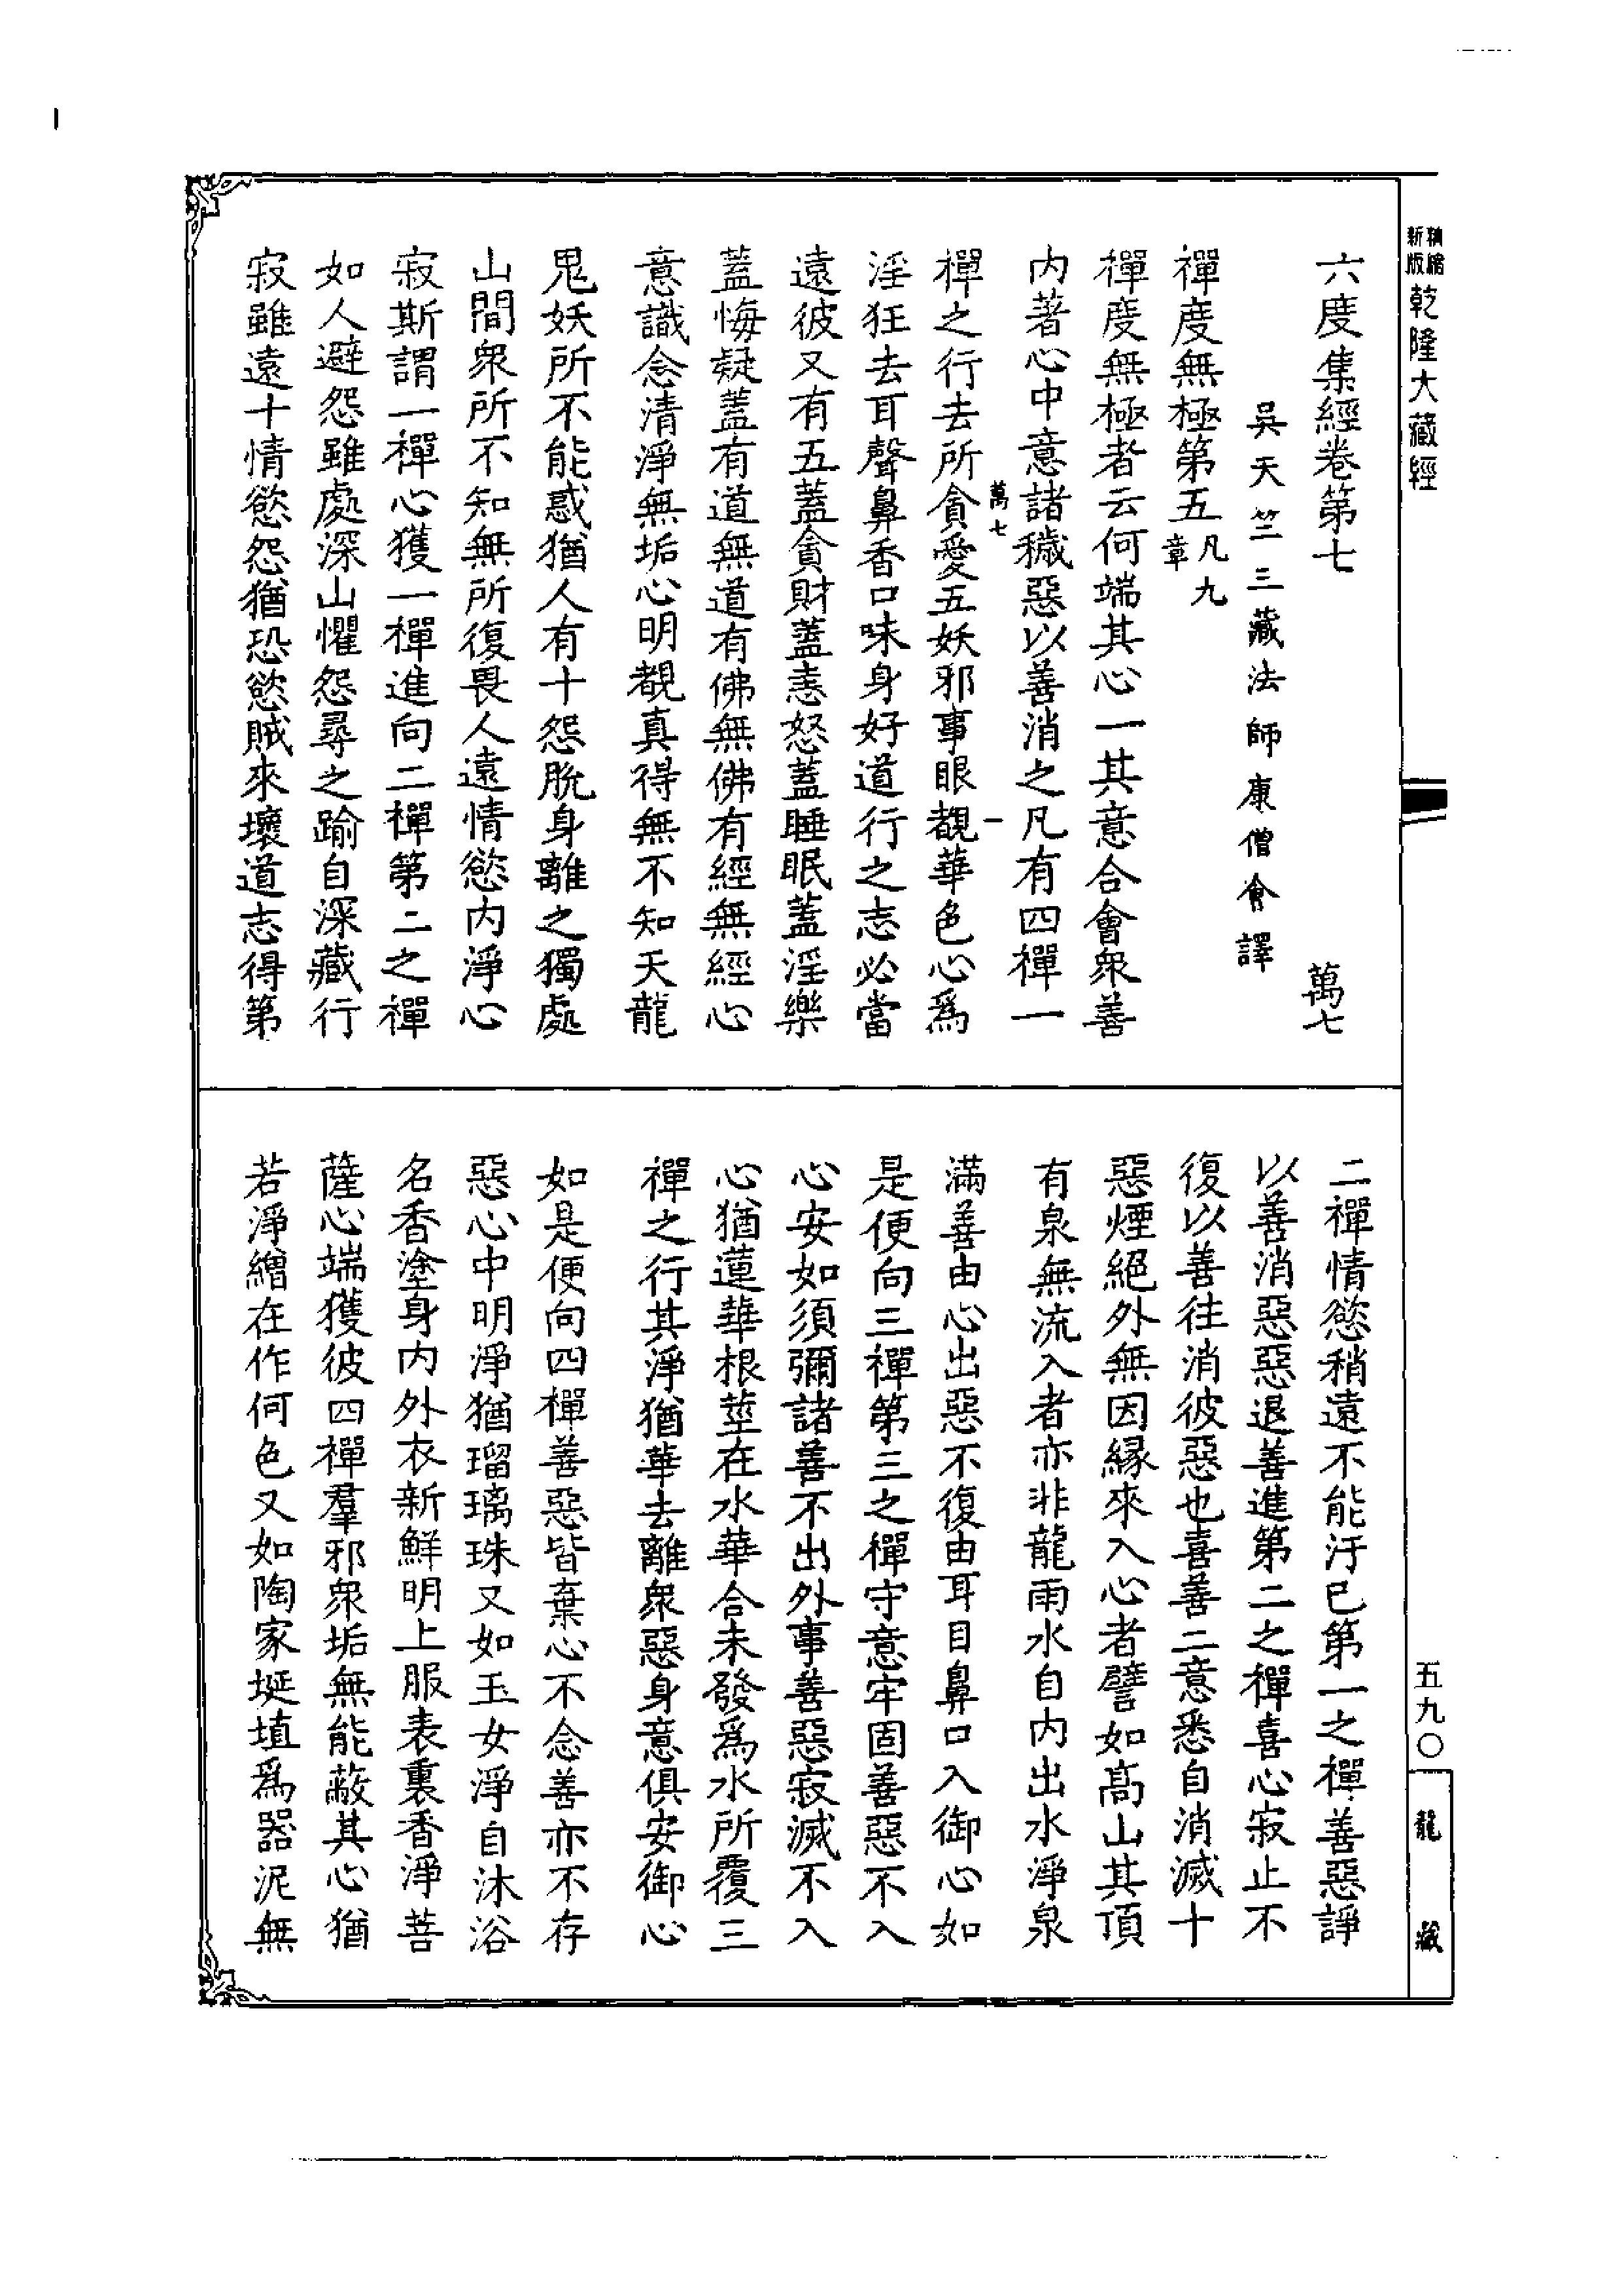 新版精縮乾隆大藏經
六度集經卷第七 萬七
吳天竺三藏法師康僧會譯
禪度無極第五凡九章
禪度無極者云何端其心一其意合會衆善
內著心中意諸穢惡以善消之凡有四禪一
萬七 一
禪之行去所貪愛五妖邪事眼覩華色心爲
淫狂去耳聲鼻香口味身好道行之志必當
遠彼又有五蓋貪財蓋恚怒蓋睡眠蓋淫樂
蓋悔疑蓋有道無道有佛無佛有經無經心
意識念清淨無垢心明覩真得無不知天龍
鬼妖所不能惑猶人有十怨脫身離之獨處
山間衆所不知無所復畏人遠情慾內淨心
寂斯謂一禪心獲一禪進向二禪第二之禪
如人避怨雖處深山懼怨尋之踰自深藏行
寂雖遠十情慾怨猶恐慾賊來壞道志得第
二禪情慾稍遠不能汙已第一之禪善惡諍
以善消惡惡退善進第二之禪喜心寂止不
復以善往消彼惡也喜善二意悉自消滅十
惡煙絕外無因緣來入心者譬如高山其頂
有泉無流入者亦非龍雨水自內出水淨泉
滿善由心出惡不復由耳目鼻口入御心如
是便向三禪第三之禪守意牢固善惡不入
心安如須彌諸善不出外事善惡寂滅不入
心猶蓮華根莖在水華合未發爲水所覆三
禪之行其淨猶華去離衆惡身意俱安御心
如是便向四禪善惡皆棄心不念善亦不存
惡心中明淨猶瑠璃珠又如玉女淨自沐浴
名香塗身內外衣新鮮明上服表裏香淨菩
薩心端獲彼四禪羣邪衆垢無能蔽其心猶
若淨繒在作何色又如陶家埏埴爲器泥無
五九〇
龍藏